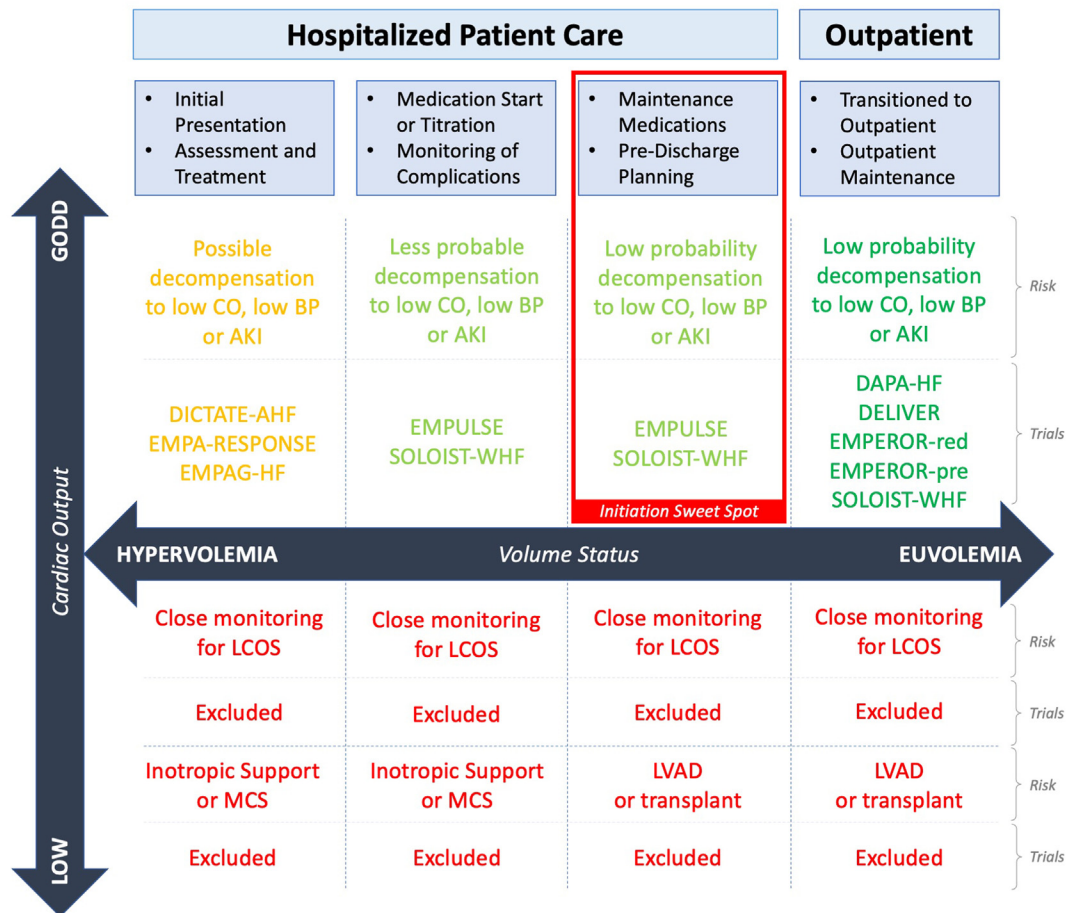 Hospitalized Patient Care
Outpatient
• Initial
Presentation
• Assessment and
Treatment
• Medication Start
or Titration
• Monitoring of
Complications
• Maintenance
Medications
• Pre-Discharge
Planning
• Transitioned to
Outpatient
• Outpatient
Maintenance
GODD
Cardiac Output
LOW
Possible
decompensation
to low CO, low BP
or AKI
Less probable
decompensation
to low CO, low BP
or AKI
Low probability
decompensation
to low CO, low BP
or AKI
Low probability
decompensation
to low CO, low BP
or AKI
Risk
DICTATE-AHF
EMPA-RESPONSE
EMPAG-HF
EMPULSE
SOLOIST-WHF
EMPULSE
SOLOIST-WHF
DAPA-HF
DELIVER
EMPEROR-red
EMPEROR-pre
SOLOIST-WHF
Trials
Initiation Sweet Spot
HYPERVOLEMIA
Volume Status
EUVOLEMIA
Close monitoring
for LCOS
Close monitoring
for LCOS
Close monitoring
for LCOS
Close monitoring
for LCOS
Risk
Excluded
Excluded
Excluded
Excluded
Trials
Inotropic Support
or MCS
Inotropic Support
or MCS
LVAD
or transplant
LVAD
or transplant
Risk
Excluded
Excluded
Excluded
Excluded
Trials